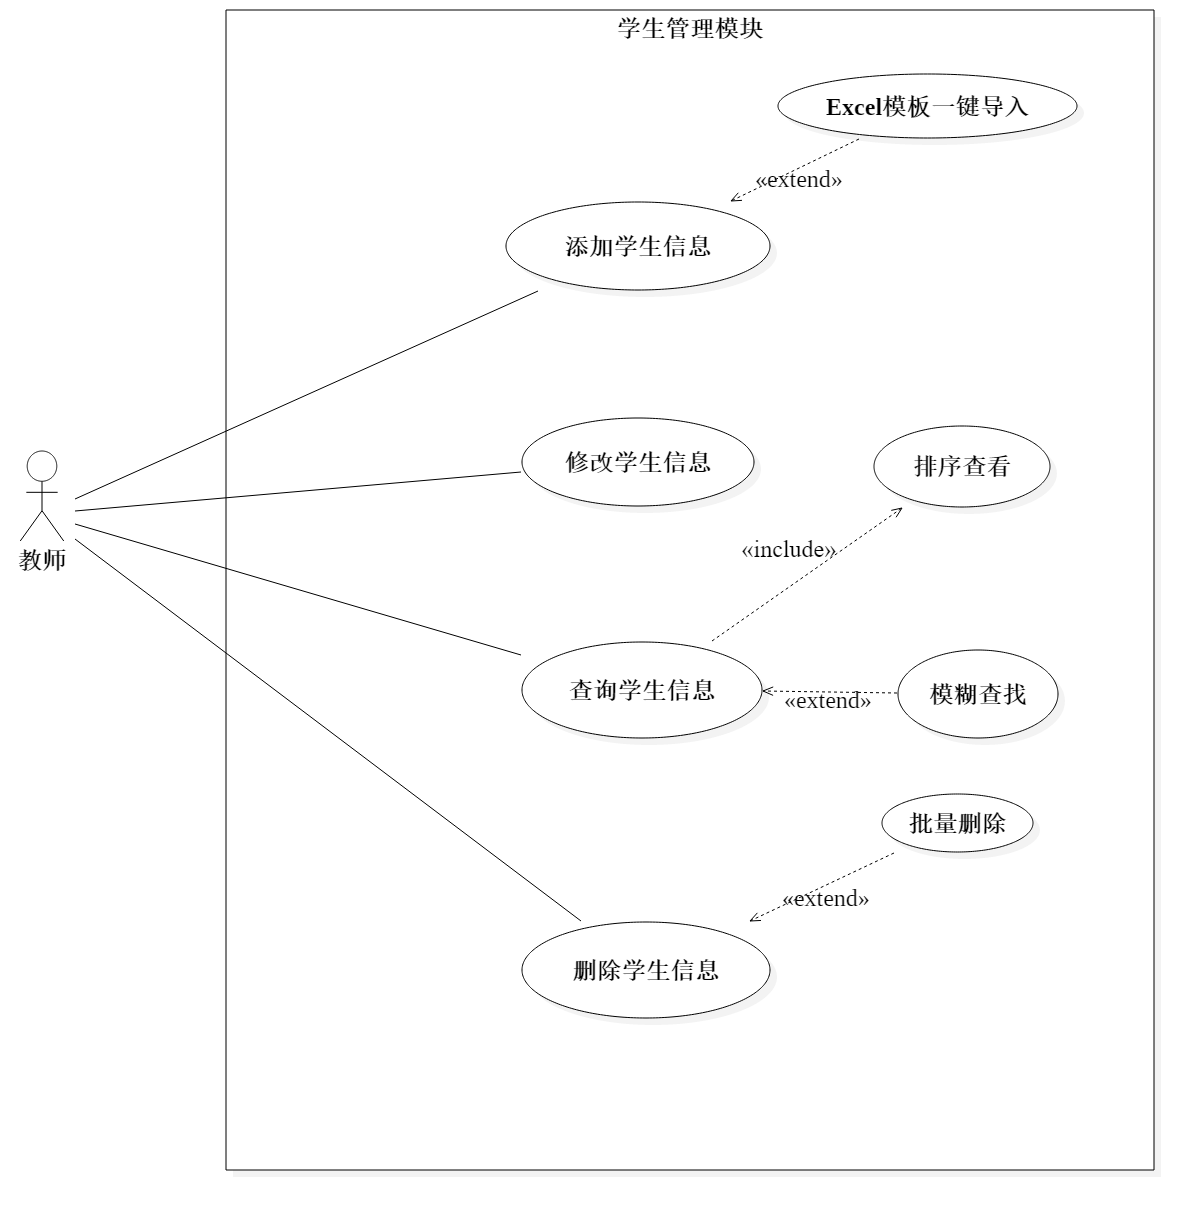 学生管理模块
Excel模板一键导入
«extend»
添加学生信息
修改学生信息
排序查看
«include»
教师
查询学生信息
«extend»
模糊查找
批量删除
«extend»
删除学生信息